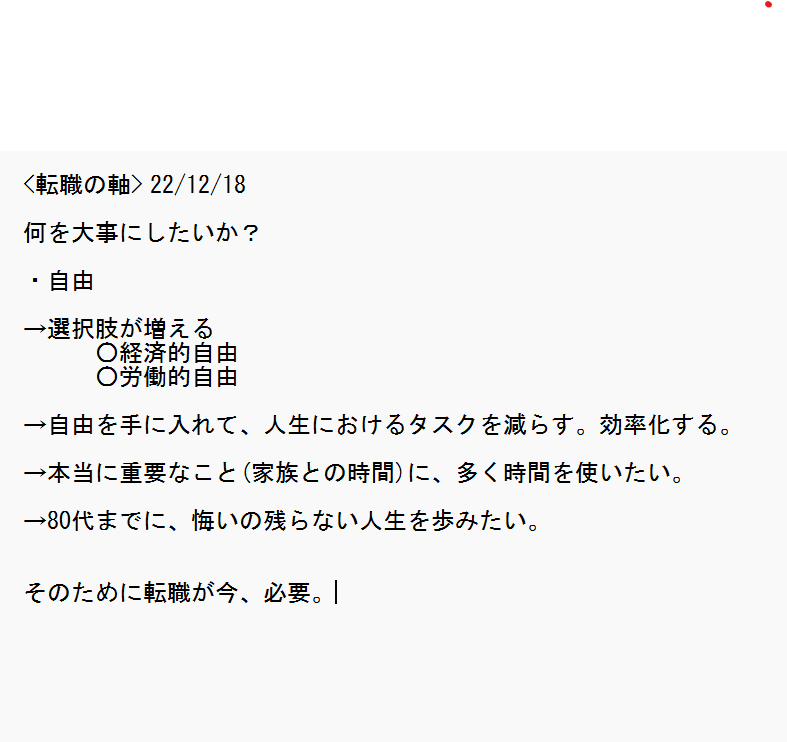 <転職の軸> 22/12/18
何を大事にしたいか？
・自由
→選択肢が増える
○経済的自由
○労働的自由
→自由を手に入れて、人生におけるタスクを減らす。効率化する。
→本当に重要なこと(家族との時間)に、多く時間を使いたい。
→80代までに、悔いの残らない人生を歩みたい。
そのために転職が今、必要。